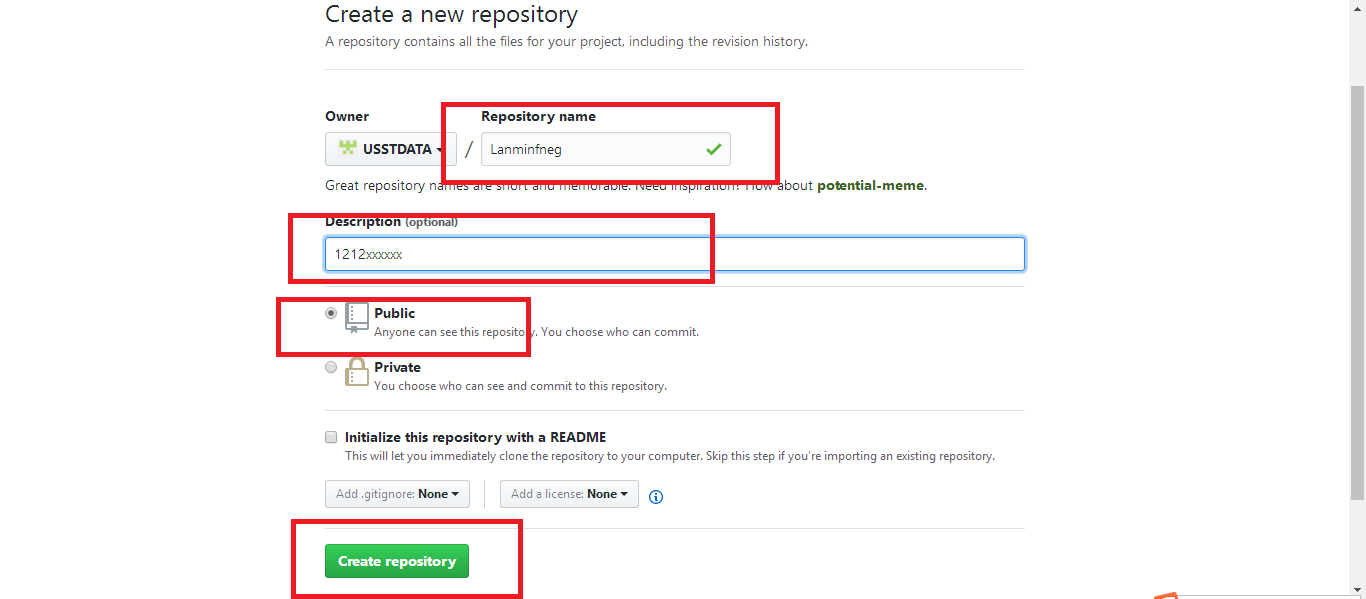 Create a new repository
A repository contains all the files for your project, including the revision history.
Owner Repository name
USSTDATA / Lanminfneg
Great repository names are short and memorable. Need inspiration? How about potential-meme.
Description (optional)
1212xxxxxx
Public
Anyone can see this repository. You choose who can commit.
Private
You choose who can see and commit to this repository.
Initialize this repository with a README
This will let you immediately clone the repository to your computer. Skip this step if you're importing an existing repository.
Add .gitignore: None Add a license: None
Create repository